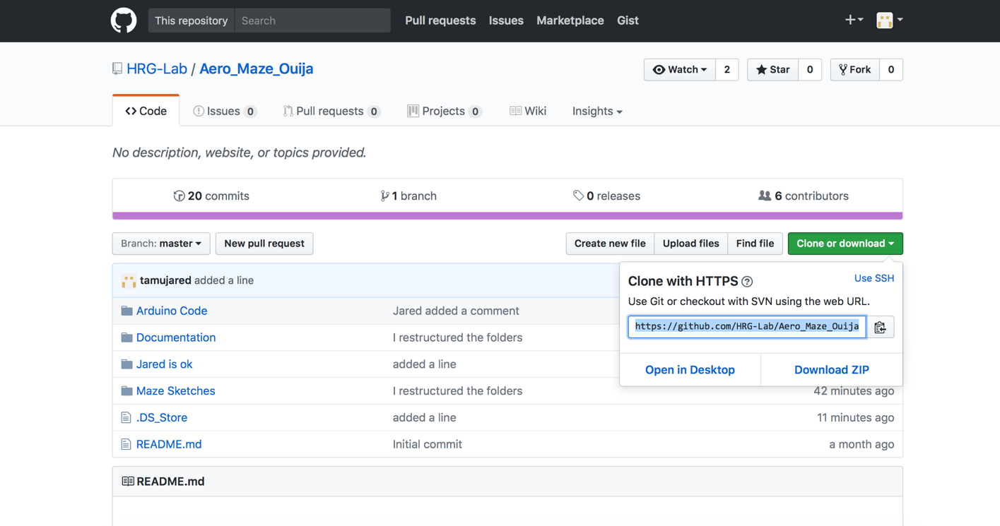 This repository Search Pull requests Issues Marketplace Gist
HRG-Lab / Aero_Maze_Ouija Watch 2 Star 0 Fork 0
Code Issues 0 Pull requests 0 Projects 0 Wiki Insights
No description, website, or topics provided.
20 commits 1 branch 0 releases 6 contributors
Branch: master New pull request Create new file Upload files Find file Clone or download
tamujared added a line
Clone with HTTPS Use SSH
Use Git or checkout with SVN using the web URL.
https://github.com/HRG-Lab/Aero_Maze_Ouija
Open in Desktop Download ZIP
Arduino Code Jared added a comment
Documentation I restructured the folders
Jared is ok added a line
Maze Sketches I restructured the folders 42 minutes ago
.DS_Store added a line 11 minutes ago
README.md Initial commit a month ago
README.md